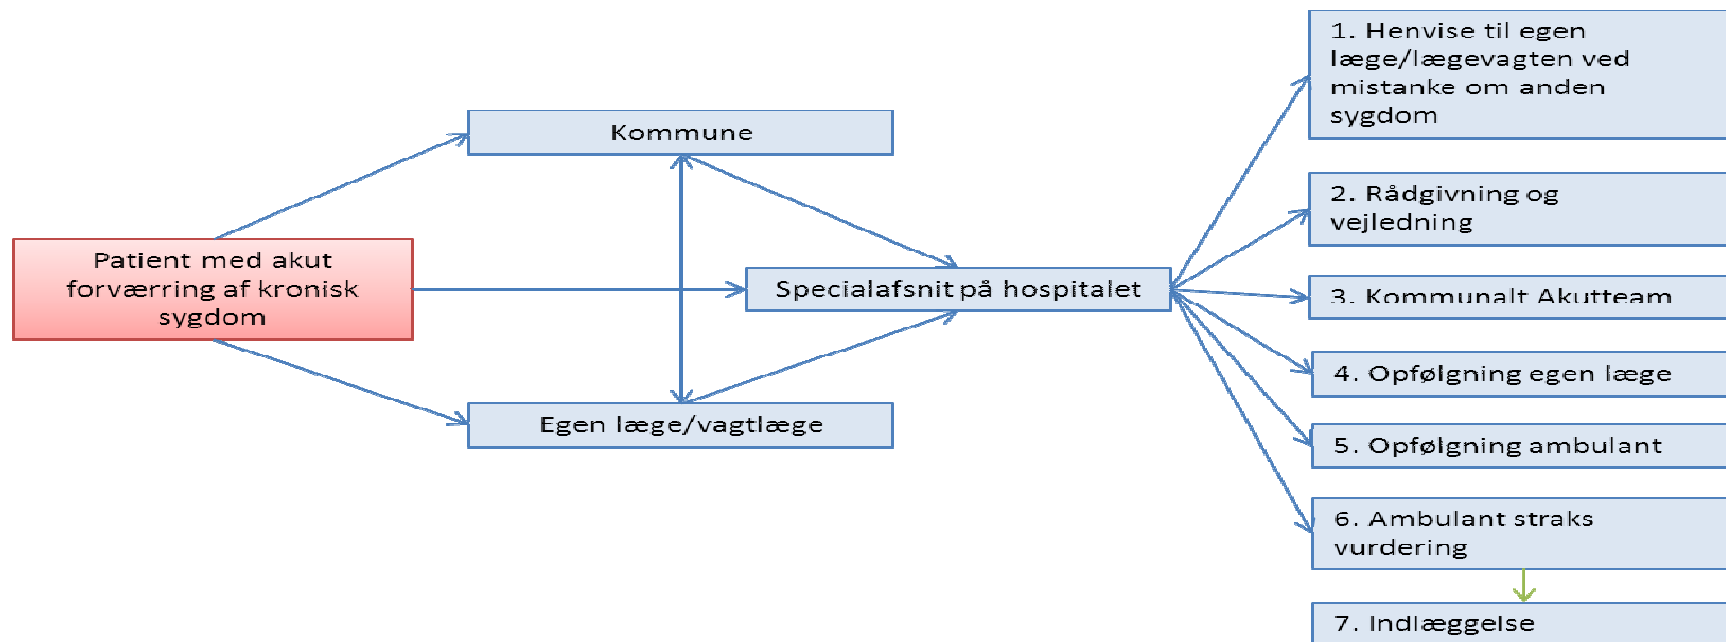 Patient med akut
forværring af kronisk
sygdom
Kommune
Egen læge/vagtlæge
Specialafsnit på hospitalet
1. Henvise til egen
læge/lægevagten ved
mistanke om anden
sygdom
2. Rådgivning og
vejledning
3. Kommunalt Akutteam
4. Opfølgning egen læge
5. Opfølgning ambulant
6. Ambulant straks
vurdering
7. Indlæggelse